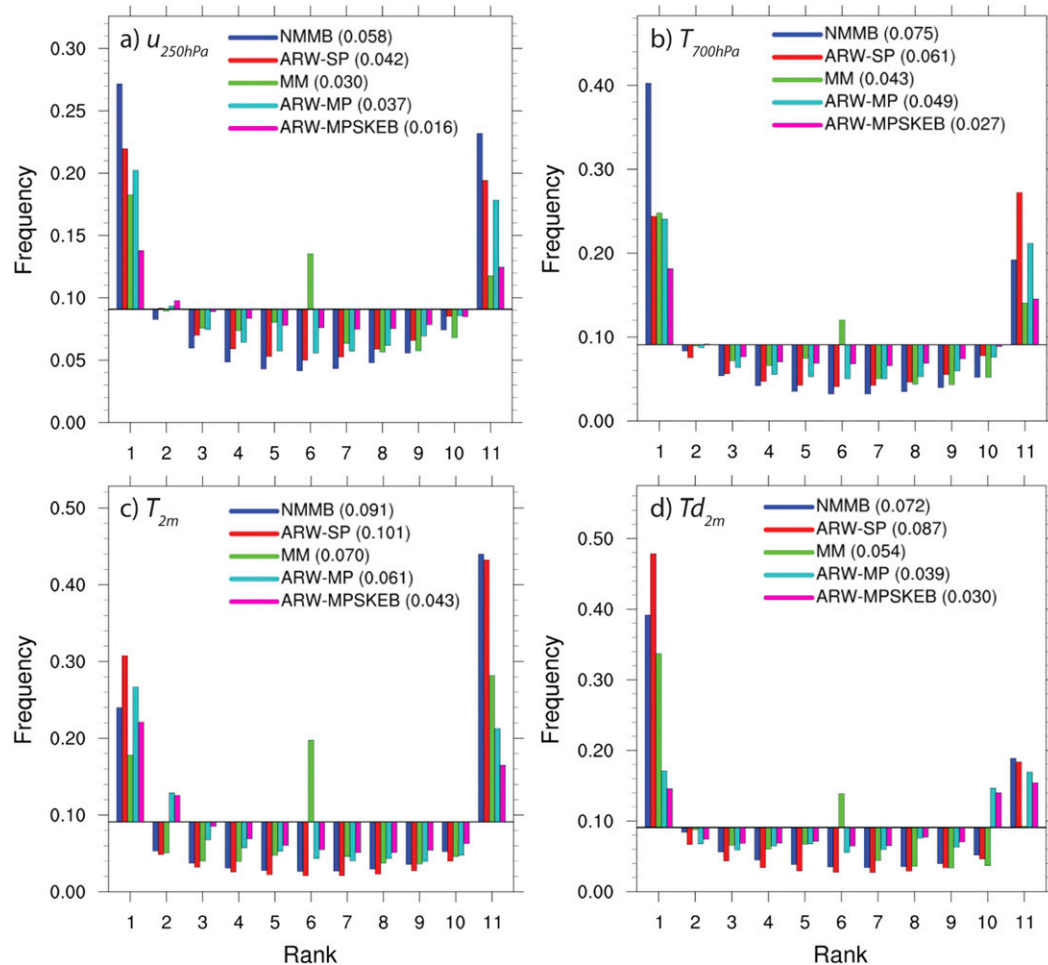 a) u250hPa
NMMB (0.058)
ARW-SP (0.042)
MM (0.030)
ARW-MP (0.037)
ARW-MPSKEB (0.016)
Frequency
0.30
0.25
0.20
0.15
0.10
0.05
0.00
1 2 3 4 5 6 7 8 9 10 11
b) T700hPa
NMMB (0.075)
ARW-SP (0.061)
MM (0.043)
ARW-MP (0.049)
ARW-MPSKEB (0.027)
Frequency
0.40
0.30
0.20
0.10
0.00
1 2 3 4 5 6 7 8 9 10 11
c) T2m
NMMB (0.091)
ARW-SP (0.101)
MM (0.070)
ARW-MP (0.061)
ARW-MPSKEB (0.043)
Frequency
0.50
0.40
0.30
0.20
0.10
0.00
1 2 3 4 5 6 7 8 9 10 11
Rank
d) Td2m
NMMB (0.072)
ARW-SP (0.087)
MM (0.054)
ARW-MP (0.039)
ARW-MPSKEB (0.030)
Frequency
0.50
0.40
0.30
0.20
0.10
0.00
1 2 3 4 5 6 7 8 9 10 11
Rank